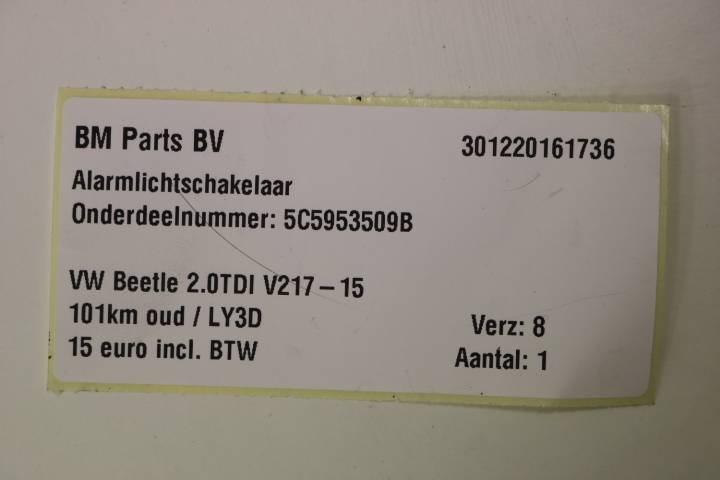 BM Parts BV 301220161736
Alarmlichtschakelaar
Onderdeelnummer: 5C5953509B
VW Beetle 2.0TDI V217-15
101km oud / LY3D Verz: 8
15 euro incl. BTW Aantal: 1